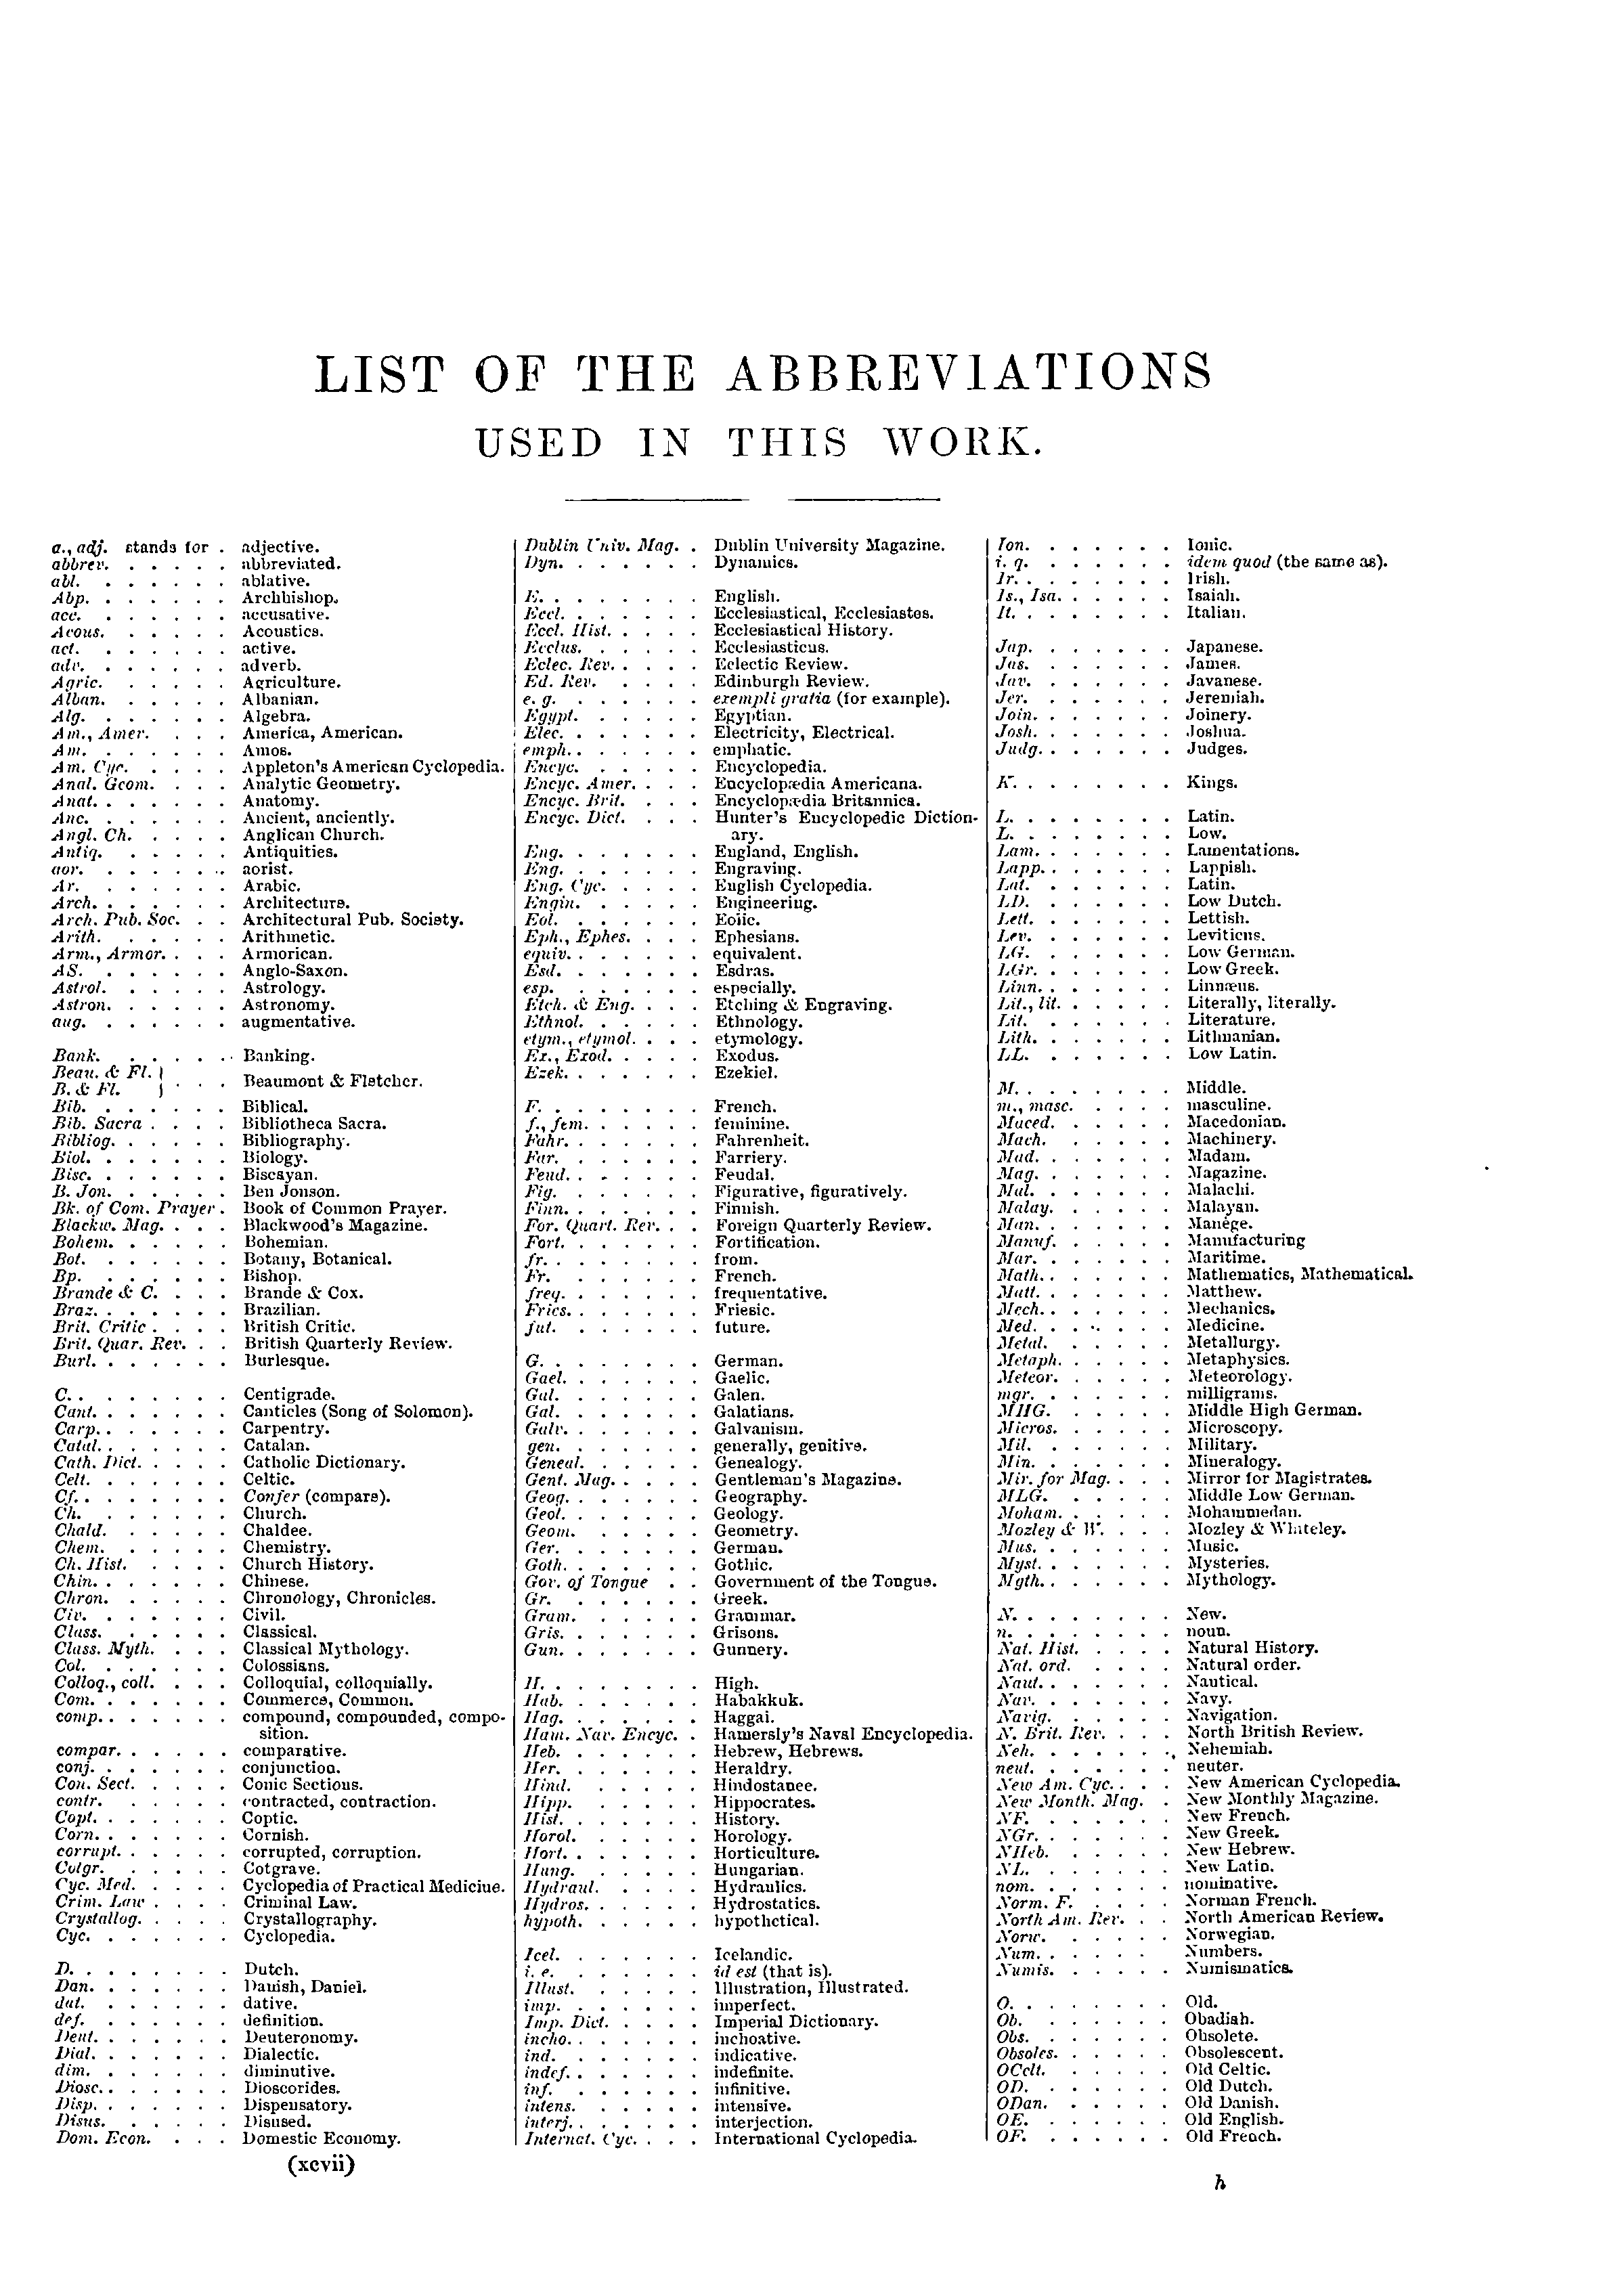 LIST OF THE ABBREVIATIONS
USED IN THIS WORK.
a., adj. stands for . adjective.
abbrev. . . . . . abbreviated.
abl. . . . . . . ablative.
Abp. . . . . . . Archbishop.
acc. . . . . . . accusative.
Acous. . . . . . Acoustics.
act. . . . . . . active.
adv. . . . . . . adverb.
Agric. . . . . . Agriculture.
Alban. . . . . . Albanian.
Alg. . . . . . . Algebra.
Am., Amer. . . . America, American.
Am. . . . . . . Amos.
Am. Cyc. . . . . Appleton's American Cyclopedia.
Anal. Geom. . . . Analytic Geometry.
Anat. . . . . . . Anatomy.
Anc. . . . . . . Ancient, anciently.
Angl. Ch. . . . . Anglican Church.
Antiq. . . . . . Antiquities.
aor. . . . . . . aorist.
Ar. . . . . . . Arabic.
Arch. . . . . . . Architecture.
Arch. Pub. Soc. . . Architectural Pub. Society.
Arith. . . . . . Arithmetic.
Arm., Armor. . . . Armorican.
AS. . . . . . . Anglo-Saxon.
Astrol. . . . . . Astrology.
Astron. . . . . . Astronomy.
aug. . . . . . . augmentative.
Bank. . . . . . Banking.
Beau. & Fl. }
B. & Fl. } . . . Beaumont & Fletcher.
Bib. . . . . . . Biblical.
Bib. Sacra . . . . Bibliotheca Sacra.
Bibliog. . . . . . Bibliography.
Biol. . . . . . . Biology.
Bisc. . . . . . . Biscayan.
B. Jon. . . . . . Ben Jonson.
Bk. of Com. Prayer . Book of Common Prayer.
Blackw. Mag. . . . Blackwood's Magazine.
Bohem. . . . . . Bohemian.
Bot. . . . . . . Botany, Botanical.
Bp. . . . . . . Bishop.
Brande & C. . . . Brande & Cox.
Braz. . . . . . . Brazilian.
Brit. Critic . . . . British Critic.
Brit. Quar. Rev. . . British Quarterly Review.
Burl. . . . . . . Burlesque.
C. . . . . . . . Centigrade.
Cant. . . . . . . Canticles (Song of Solomon).
Carp. . . . . . . Carpentry.
Catal. . . . . . . Catalan.
Cath. Dict. . . . . Catholic Dictionary.
Celt. . . . . . . Celtic.
Cf. . . . . . . . Confer (compare).
Ch. . . . . . . Church.
Chald. . . . . . Chaldee.
Chem. . . . . . Chemistry.
Ch. Hist. . . . . Church History.
Chin. . . . . . . Chinese.
Chron. . . . . . Chronology, Chronicles.
Civ. . . . . . . Civil.
Class. . . . . . Classical.
Class. Myth. . . . Classical Mythology.
Col. . . . . . . Colossians.
Colloq., coll. . . . Colloquial, colloquially.
Com. . . . . . . Commerce, Common.
comp. . . . . . . compound, compounded, compo-
sition.
compar. . . . . . comparative.
conj. . . . . . . conjunction.
Con. Sect. . . . . Conic Sections.
contr. . . . . . contracted, contraction.
Copt. . . . . . . Coptic.
Corn. . . . . . . Cornish.
corrupt. . . . . . corrupted, corruption.
Cotgr. . . . . . Cotgrave.
Cyc. Med. . . . . Cyclopedia of Practical Medicine.
Crim. Law . . . . Criminal Law.
Crystallog. . . . . Crystallography.
Cyc. . . . . . . Cyclopedia.
D. . . . . . . . Dutch.
Dan. . . . . . . Danish, Daniel.
dat. . . . . . . dative.
def. . . . . . . definition.
Deut. . . . . . . Deuteronomy.
Dial. . . . . . . Dialectic.
dim. . . . . . . diminutive.
Diosc. . . . . . . Dioscorides.
Disp. . . . . . . Dispensatory.
Disus. . . . . . Disused.
Dom. Econ. . . . Domestic Economy.
Dublin Univ. Mag. . Dublin University Magazine.
Dyn. . . . . . . Dynamics.
E. . . . . . . . English.
Eccl. . . . . . . Ecclesiastical, Ecclesiastes.
Eccl. Hist. . . . . Ecclesiastical History.
Ecclus. . . . . . Ecclesiasticus.
Eclec. Rev. . . . . Eclectic Review.
Ed. Rev. . . . . Edinburgh Review.
e. g. . . . . . . exempli gratia (for example).
Egypt. . . . . . Egyptian.
Elec. . . . . . . Electricity, Electrical.
emph. . . . . . . emphatic.
Encyc. . . . . . Encyclopedia.
Encyc. Amer. . . . Encyclopædia Americana.
Encyc. Brit. . . . Encyclopædia Britannica.
Encyc. Dict. . . . Hunter's Encyclopedic Diction-
ary.
Eng. . . . . . . England, English.
Eng. . . . . . . Engraving.
Eng. Cyc. . . . . English Cyclopedia.
Engin. . . . . . Engineering.
Eol. . . . . . . Eolic.
Eph., Ephes. . . . Ephesians.
equiv. . . . . . . equivalent.
Esd. . . . . . . Esdras.
esp. . . . . . . especially.
Etch. & Eng. . . . Etching & Engraving.
Ethnol. . . . . . Ethnology.
etym., etymol. . . . etymology.
Ex., Exod. . . . . Exodus.
Ezek. . . . . . . Ezekiel.
F. . . . . . . . French.
f., fem. . . . . . feminine.
Fahr. . . . . . . Fahrenheit.
Far. . . . . . . Farriery.
Feud. . . . . . . Feudal.
Fig. . . . . . . Figurative, figuratively.
Finn. . . . . . . Finnish.
For. Quart. Rev. . . Foreign Quarterly Review.
Fort. . . . . . . Fortification.
fr. . . . . . . . from.
Fr. . . . . . . French.
freq. . . . . . . frequentative.
Fries. . . . . . . Friesic.
fut. . . . . . . future.
G. . . . . . . . German.
Gael. . . . . . . Gaelic.
Gal. . . . . . . Galen.
Gal. . . . . . . Galatians.
Galv. . . . . . . Galvanism.
gen. . . . . . . generally, genitive.
Geneal. . . . . . Genealogy.
Gent. Mag. . . . . Gentleman's Magazine.
Geog. . . . . . . Geography.
Geol. . . . . . . Geology.
Geom. . . . . . Geometry.
Ger. . . . . . . German.
Goth. . . . . . . Gothic.
Gov. of Tongue . . Government of the Tongue.
Gr. . . . . . . Greek.
Gram. . . . . . Grammar.
Gris. . . . . . . Grisons.
Gun. . . . . . . Gunnery.
H. . . . . . . . High.
Hab. . . . . . . Habakkuk.
Hag. . . . . . . Haggai.
Ham. Nav. Encyc. . Hamersly's Naval Encyclopedia.
Heb. . . . . . . Hebrew, Hebrews.
Her. . . . . . . Heraldry.
Hind. . . . . . Hindostanee.
Hipp. . . . . . Hippocrates.
Hist. . . . . . . History.
Horol. . . . . . Horology.
Hort. . . . . . . Horticulture.
Hung. . . . . . Hungarian.
Hydraul. . . . . Hydraulics.
Hydros. . . . . . Hydrostatics.
hypoth. . . . . . hypothetical.
Icel. . . . . . . Icelandic.
i. e. . . . . . . id est (that is).
Illust. . . . . . Illustration, Illustrated.
imp. . . . . . . imperfect.
Imp. Dict. . . . . Imperial Dictionary.
incho. . . . . . . inchoative.
ind. . . . . . . indicative.
indef. . . . . . . indefinite.
inf. . . . . . . infinitive.
intens. . . . . . intensive.
interj. . . . . . . interjection.
Internat. Cyc. . . . International Cyclopedia.
Ion. . . . . . . Ionic.
i. q. . . . . . . idem quod (the same as).
Ir. . . . . . . . Irish.
Is., Isa. . . . . . Isaiah.
It. . . . . . . . Italian.
Jap. . . . . . . Japanese.
Jas. . . . . . . James.
Jav. . . . . . . Javanese.
Jer. . . . . . . Jeremiah.
Join. . . . . . . Joinery.
Josh. . . . . . . Joshua.
Judg. . . . . . . Judges.
K. . . . . . . . Kings.
L. . . . . . . . Latin.
L. . . . . . . . Low.
Lam. . . . . . . Lamentations.
Lapp. . . . . . . Lappish.
Lat. . . . . . . Latin.
LD. . . . . . . Low Dutch.
Lett. . . . . . . Lettish.
Lev. . . . . . . Leviticus.
LG. . . . . . . Low German.
LGr. . . . . . . Low Greek.
Linn. . . . . . . Linnæus.
Lit., lit. . . . . . Literally, literally.
Lit. . . . . . . Literature.
Lith. . . . . . . Lithuanian.
LL. . . . . . . Low Latin.
M. . . . . . . . Middle.
m., masc. . . . . masculine.
Maced. . . . . . Macedonian.
Mach. . . . . . Machinery.
Mad. . . . . . . Madam.
Mag. . . . . . . Magazine.
Mal. . . . . . . Malachi.
Malay. . . . . . Malayan.
Man. . . . . . . Manège.
Manuf. . . . . . Manufacturing
Mar. . . . . . . Maritime.
Math. . . . . . . Mathematics, Mathematical.
Matt. . . . . . . Matthew.
Mech. . . . . . . Mechanics.
Med. . . . . . . Medicine.
Metal. . . . . . Metallurgy.
Metaph. . . . . . Metaphysics.
Meteor. . . . . . Meteorology.
mgr. . . . . . . milligrams.
MHG. . . . . . Middle High German.
Micros. . . . . . Microscopy.
Mil. . . . . . . Military.
Min. . . . . . . Mineralogy.
Mir. for Mag. . . . Mirror for Magistrates.
MLG. . . . . . Middle Low German.
Moham. . . . . . Mohammedan.
Mozley & W. . . . Mozley & Whiteley.
Mus. . . . . . . Music.
Myst. . . . . . . Mysteries.
Myth. . . . . . . Mythology.
N. . . . . . . . New.
n. . . . . . . . noun.
Nat. Hist. . . . . Natural History.
Nat. ord. . . . . Natural order.
Naut. . . . . . . Nautical.
Nav. . . . . . . Navy.
Navig. . . . . . Navigation.
N. Brit. Rev. . . . North British Review.
Neh. . . . . . . Nehemiah.
neut. . . . . . . neuter.
New Am. Cyc. . . New American Cyclopedia.
New Month. Mag. . New Monthly Magazine.
NF. . . . . . . New French.
NGr. . . . . . . New Greek.
NHeb. . . . . . New Hebrew.
NL. . . . . . . New Latin.
nom. . . . . . . nominative.
Norm. F. . . . . Norman French.
North Am. Rev. . . North American Review.
Norw. . . . . . Norwegian.
Num. . . . . . . Numbers.
Numis. . . . . . Numismatics.
O. . . . . . . . Old.
Ob. . . . . . . Obadiah.
Obs. . . . . . . Obsolete.
Obsoles. . . . . . Obsolescent.
OCelt. . . . . . Old Celtic.
OD. . . . . . . Old Dutch.
ODan. . . . . . Old Danish.
OE. . . . . . . Old English.
OF. . . . . . . Old French.
(xcvii)
h